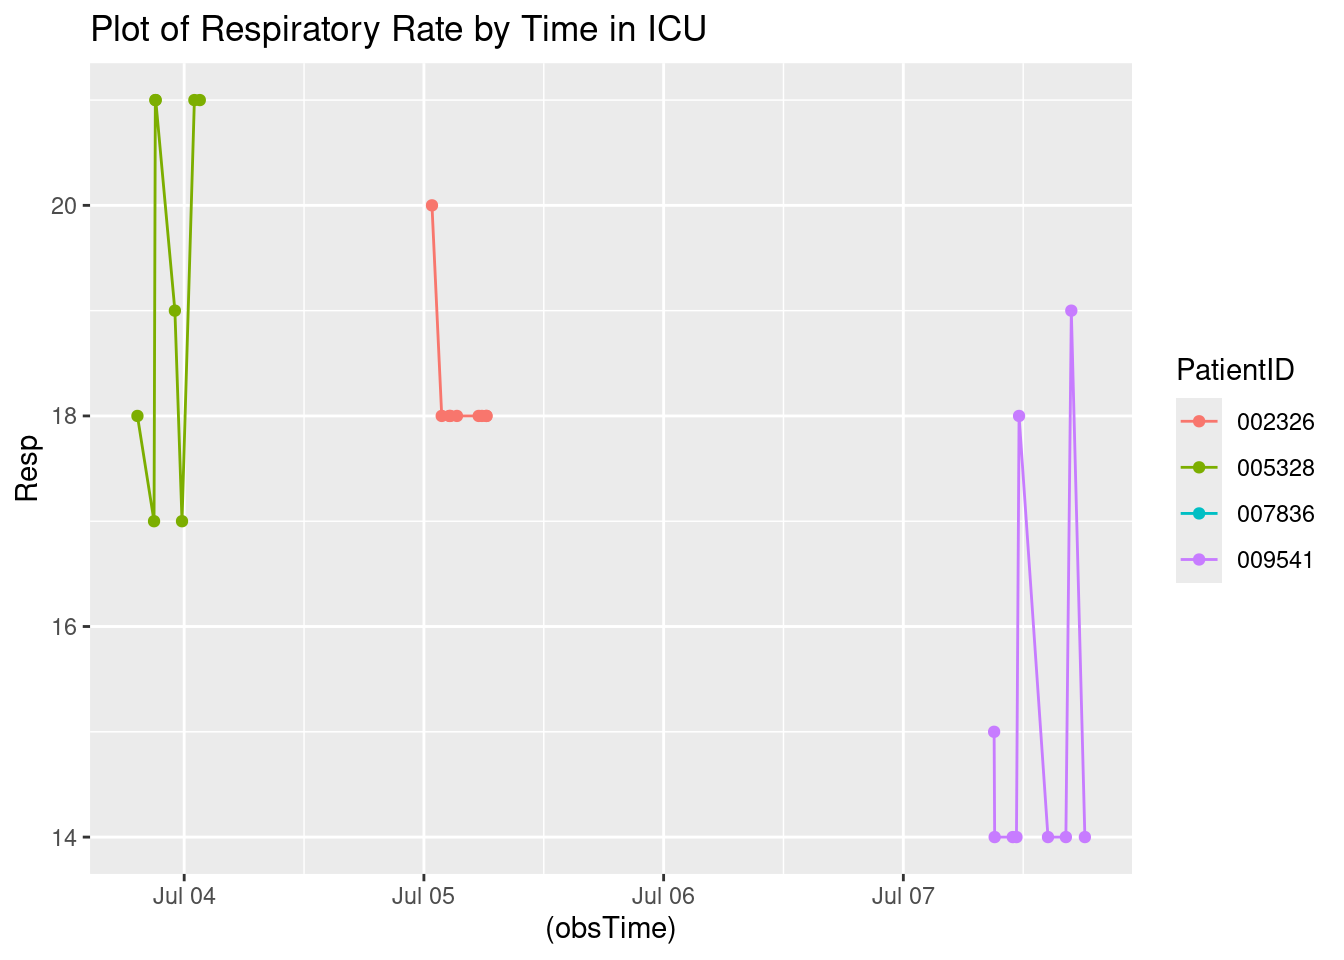 Plot of Respiratory Rate by Time in ICU
Resp
20
18
16
14
Jul 04
Jul 05
Jul 06
Jul 07
(obsTime)
PatientID
002326
005328
007836
009541